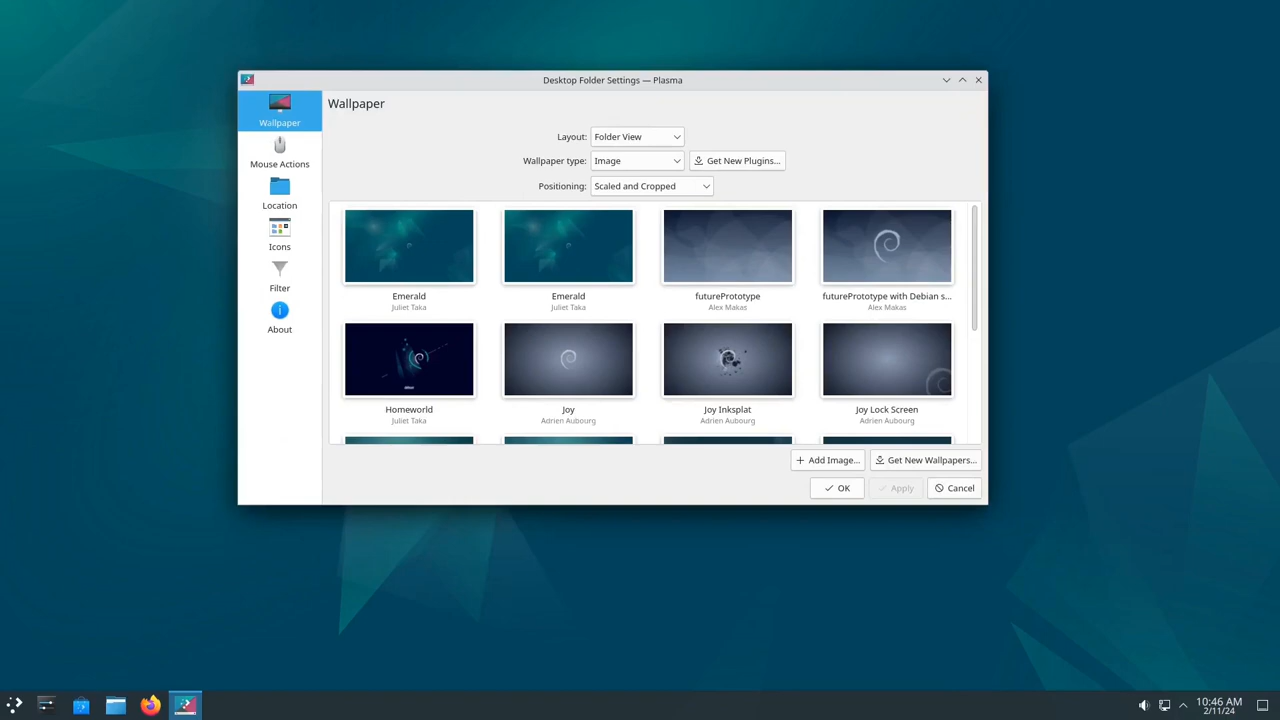 Desktop Folder Settings — Plasma
Wallpaper
Mouse Actions
Location
Icons
Filter
About
Wallpaper
Layout: Folder View
Wallpaper type: Image Get New Plugins...
Positioning: Scaled and Cropped
Emerald Emerald futurePrototype futurePrototype with Debian s...
Juliet Taka Juliet Taka Alex Makas Alex Makas
Homeworld Joy Joy Inksplat Joy Lock Screen
Juliet Taka Adrien Aubourg Adrien Aubourg Adrien Aubourg
Add Image... Get New Wallpapers...
OK Apply Cancel
10:46 AM
2/11/24